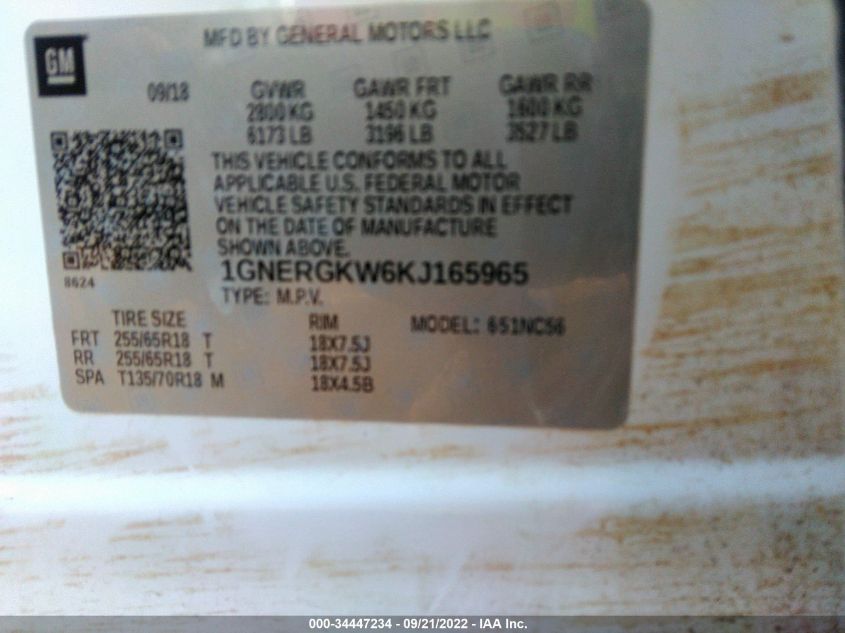 MFD BY GENERAL MOTORS LLC
GM
09/18 GVWR GAWR FRT GAWR RR
2800 KG 1450 KG 1600 KG
6173 LB 3196 LB 3527 LB
THIS VEHICLE CONFORMS TO ALL
APPLICABLE U.S. FEDERAL MOTOR
VEHICLE SAFETY STANDARDS IN EFFECT
ON THE DATE OF MANUFACTURE
SHOWN ABOVE.
8624
1GNERGKW6KJ165965
TYPE: M.P.V.
TIRE SIZE RIM MODEL: 651NC56
FRT 255/65R18 T 18X7.5J
RR 255/65R18 T 18X7.5J
SPA T135/70R18 M 18X4.5B
000-34447234 - 09/21/2022 - IAA Inc.